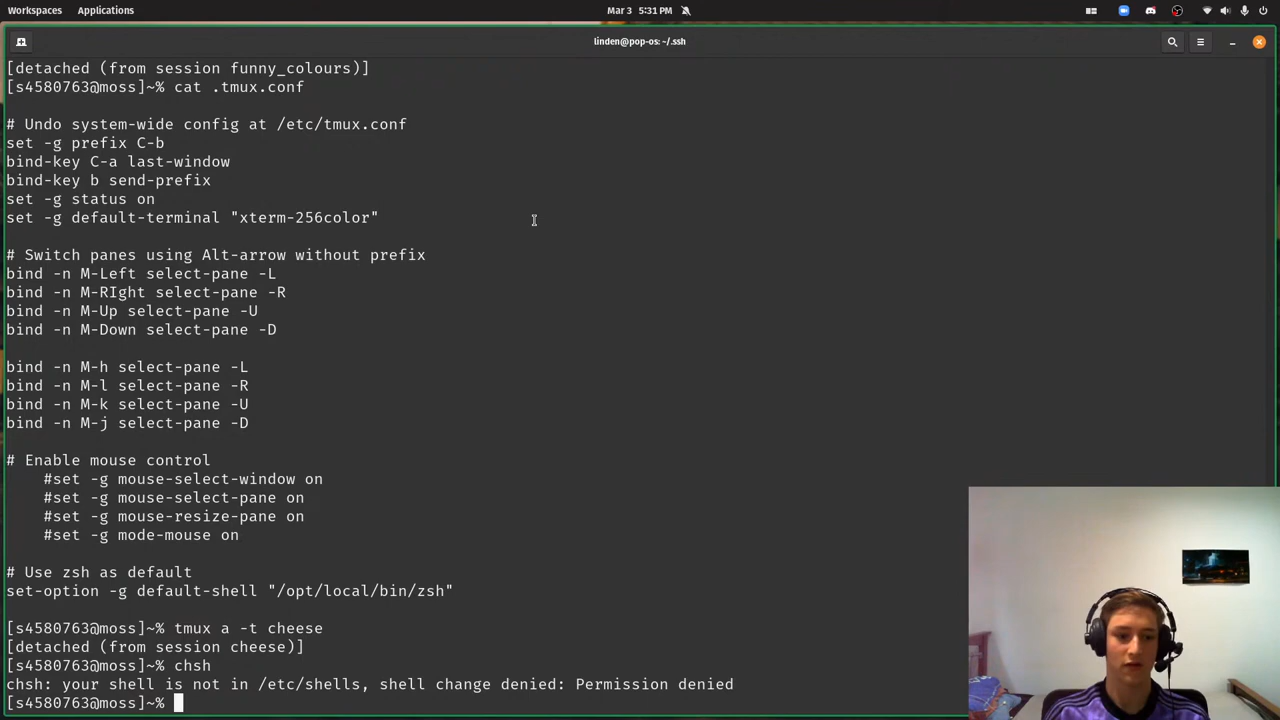 Workspaces Applications Mar 3 5:31 PM
linden@pop-os: ~/.ssh
[detached (from session funny_colours)]
[s4580763@moss]~% cat .tmux.conf
# Undo system-wide config at /etc/tmux.conf
set -g prefix C-b
bind-key C-a last-window
bind-key b send-prefix
set -g status on
set -g default-terminal "xterm-256color"
# Switch panes using Alt-arrow without prefix
bind -n M-Left select-pane -L
bind -n M-RIght select-pane -R
bind -n M-Up select-pane -U
bind -n M-Down select-pane -D
bind -n M-h select-pane -L
bind -n M-l select-pane -R
bind -n M-k select-pane -U
bind -n M-j select-pane -D
# Enable mouse control
#set -g mouse-select-window on
#set -g mouse-select-pane on
#set -g mouse-resize-pane on
#set -g mode-mouse on
# Use zsh as default
set-option -g default-shell "/opt/local/bin/zsh"
[s4580763@moss]~% tmux a -t cheese
[detached (from session cheese)]
[s4580763@moss]~% chsh
chsh: your shell is not in /etc/shells, shell change denied: Permission denied
[s4580763@moss]~%